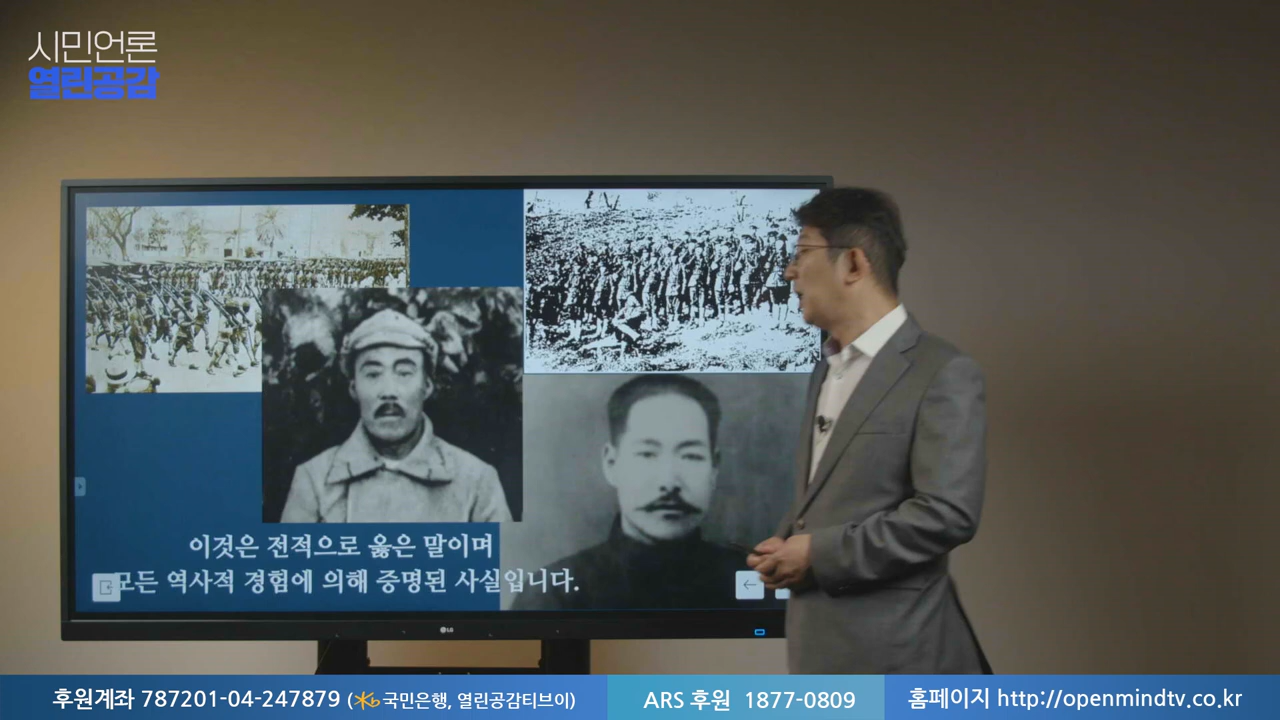 시민언론
열린공감
이것은 전적으로 옳은 말이며
모든 역사적 경험에 의해 증명된 사실입니다.
LG
후원계좌 787201-04-247879 (국민은행, 열린공감티브이)
ARS 후원 1877-0809
홈페이지 http://openmindtv.co.kr